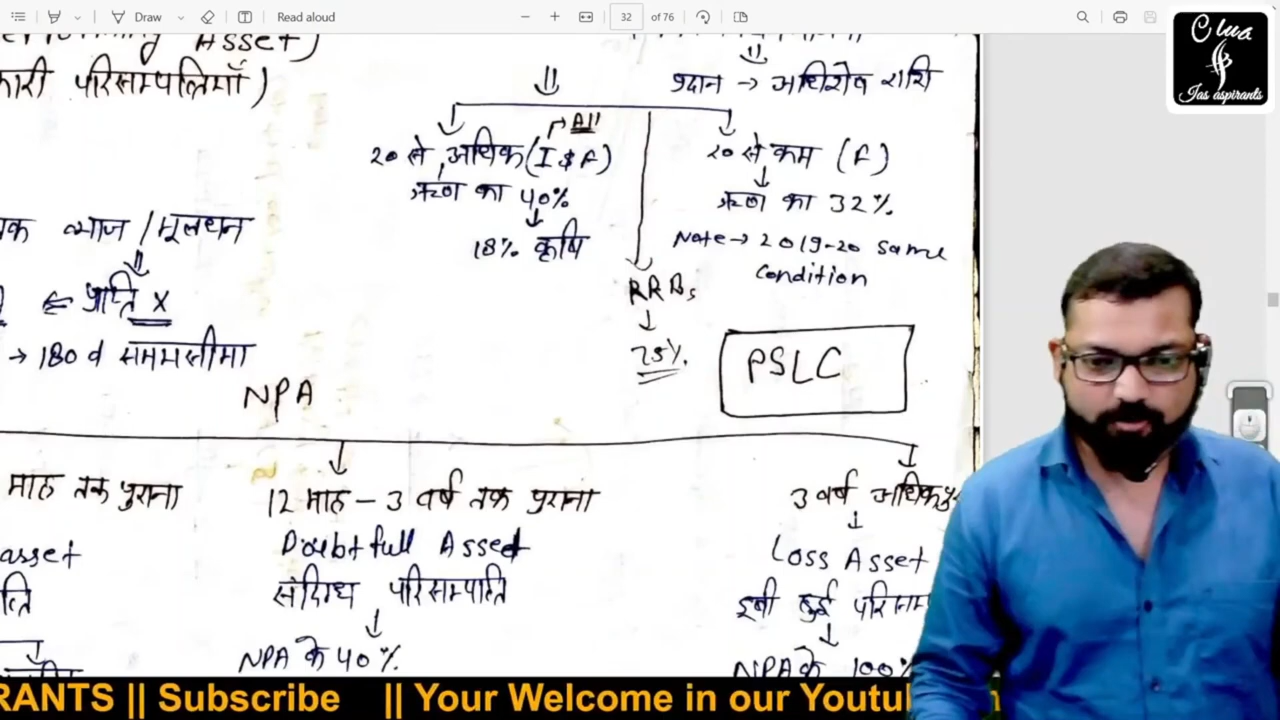 Draw
Read aloud
32 of 76
Clua
Ias aspirants
Asset)
कारी परिसम्पत्तियाँ)
प्रदान → अधिशेष राशि
All
20 से अधिक (I & F)
ऋण का 40%
18% कृषि
20 से कम (F)
ऋण का 32%
Note → 2019-20 Same
Condition
RRBs
75%
PSLC
ब्याज / मूलधन
प्राप्ति X
→ 180 d समयसीमा
NPA
माह तक पुराना
asset
12 माह - 3 वर्ष तक पुराना
Doubtfull Asset
संदिग्ध परिसम्पत्ति
NPA के 40%
3 वर्ष अधिक
Loss Asset
डूबी हुई
NPA के 100%
RANTS || Subscribe || Your Welcome in our Youtu